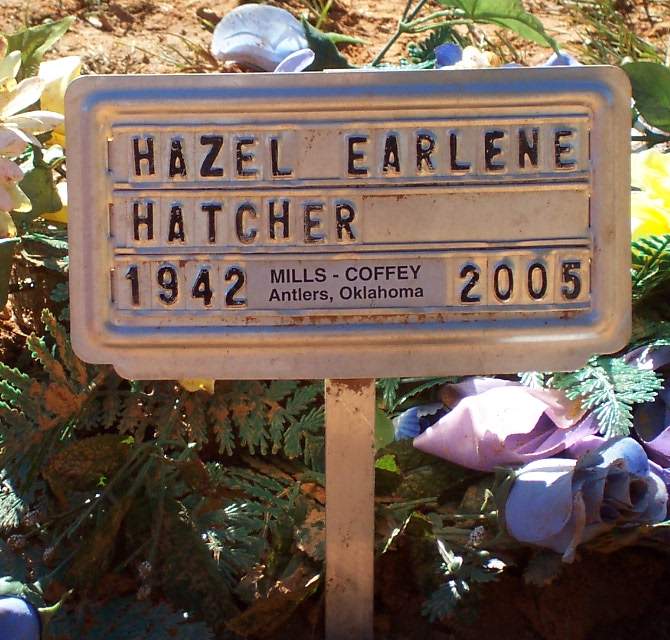 HAZEL EARLENE
HATCHER
1942 MILLS - COFFEY 2005
Antlers, Oklahoma